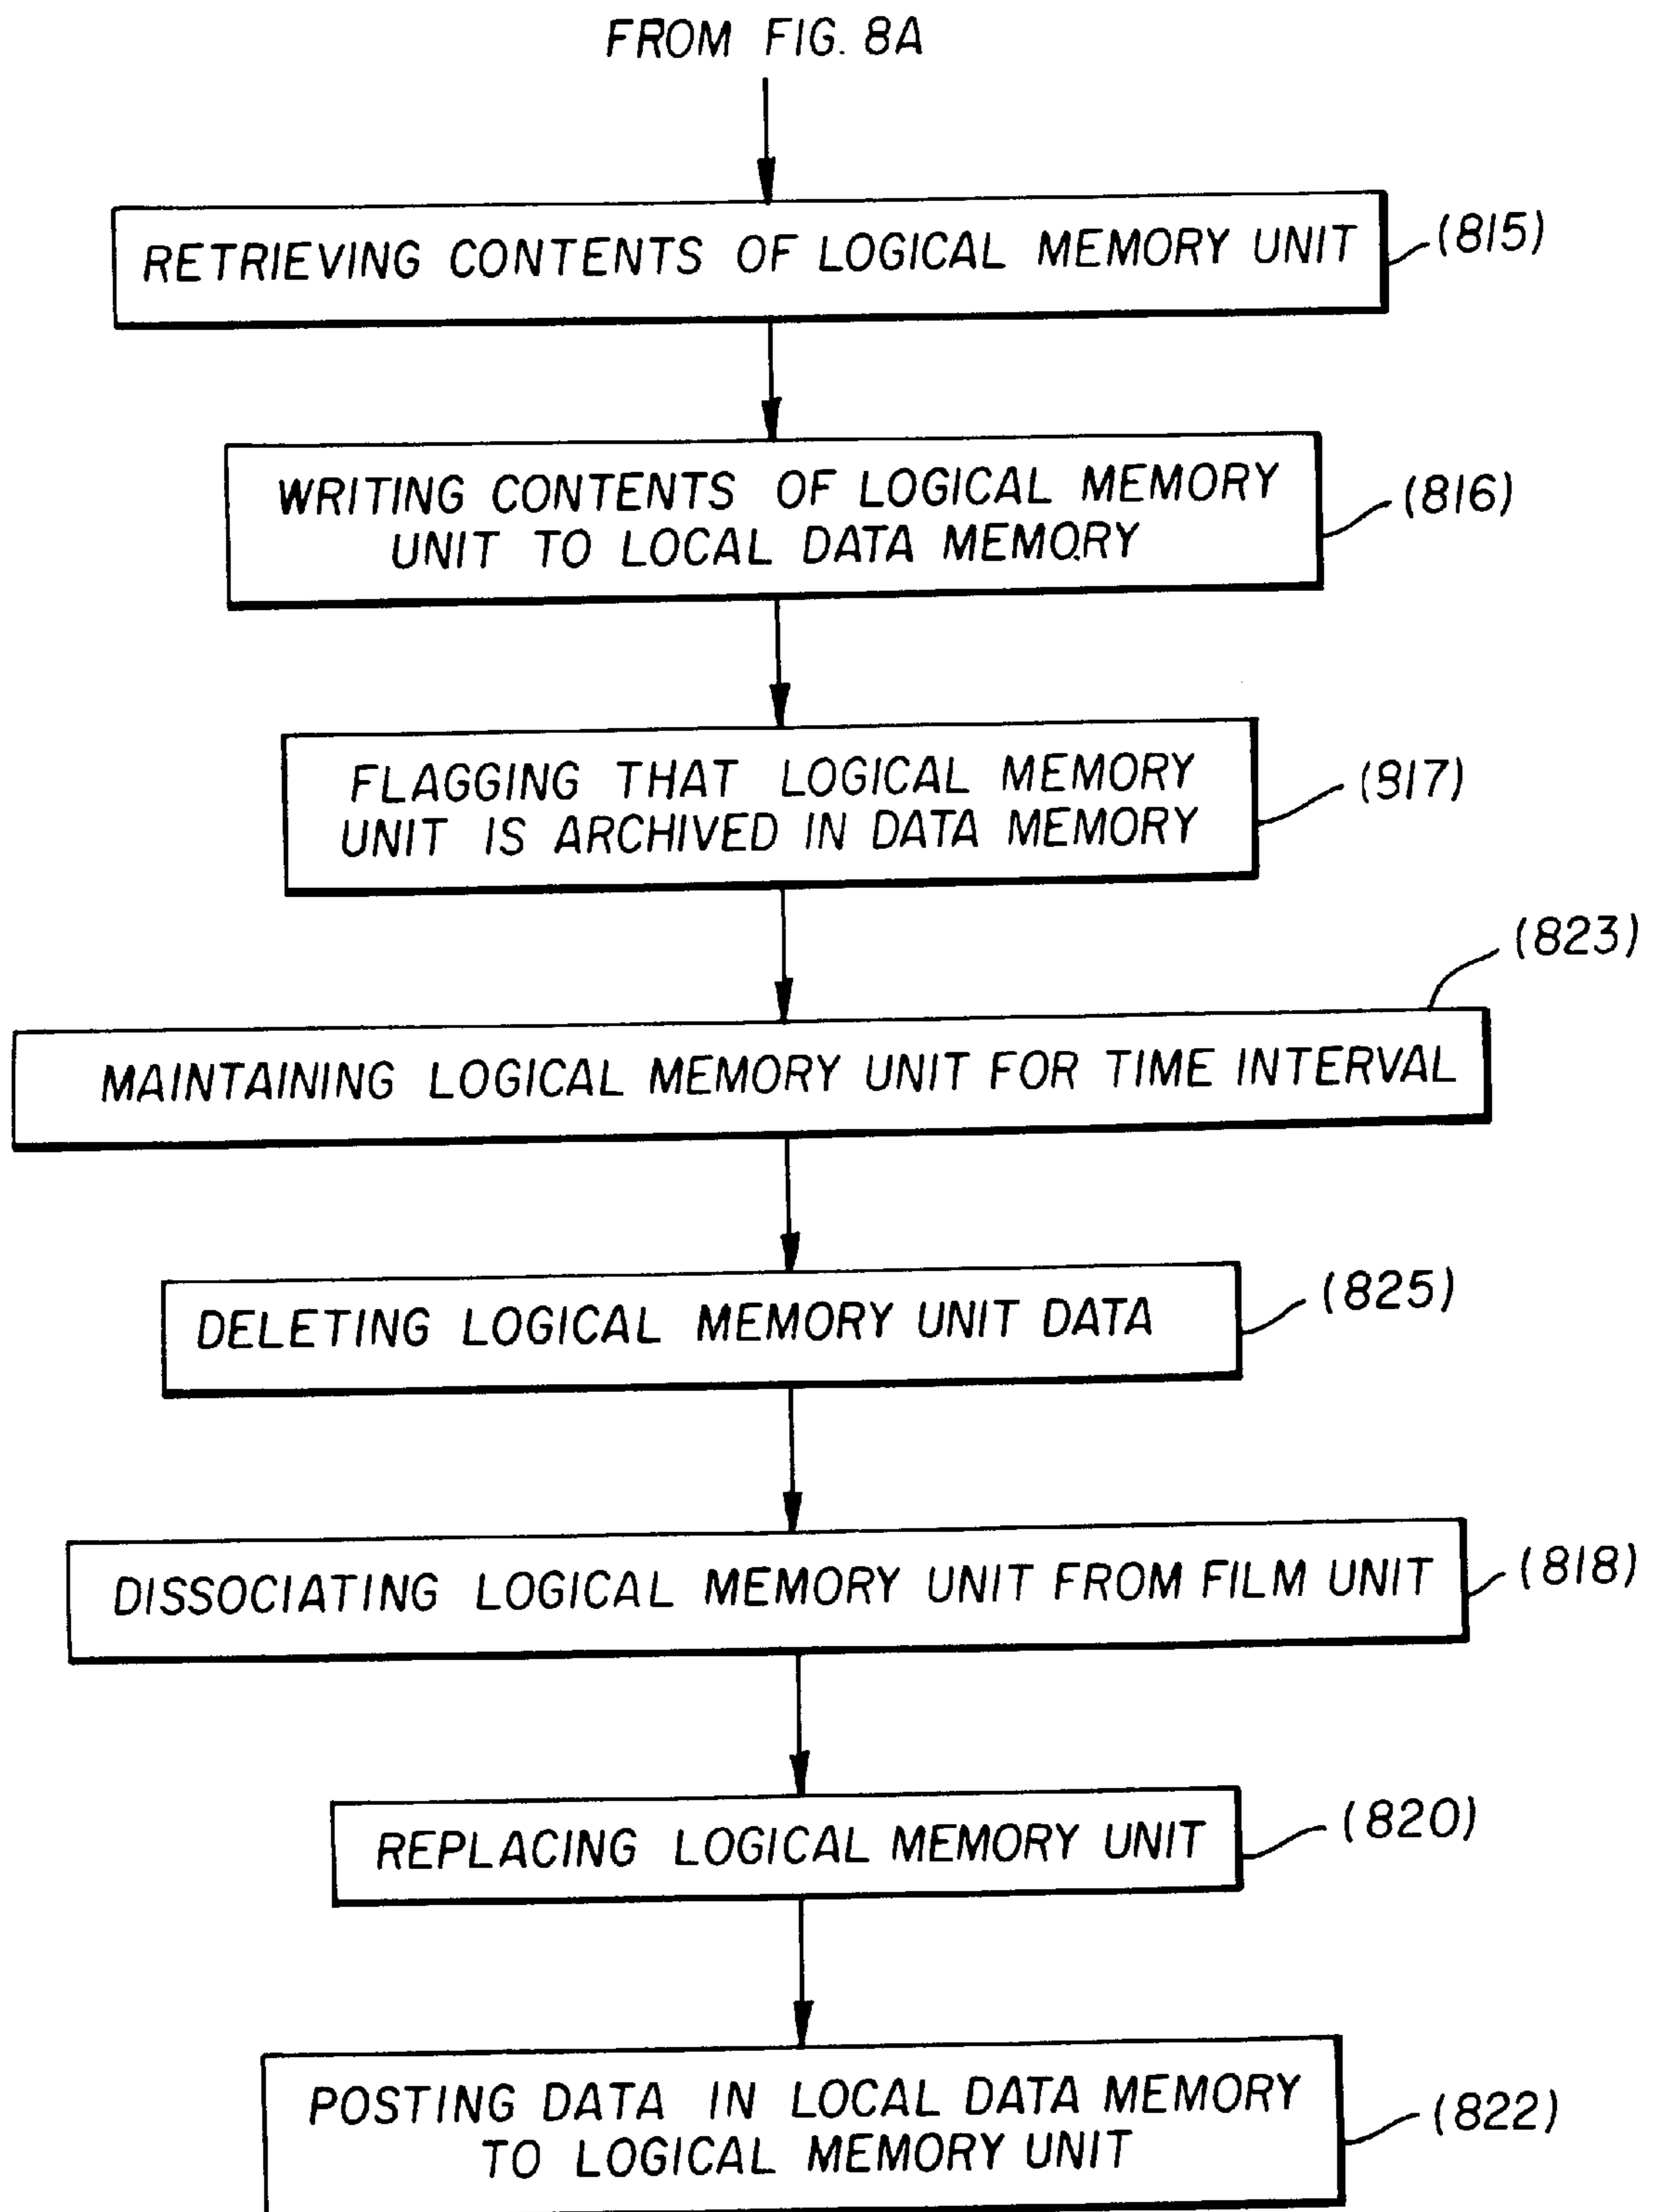 FROM FIG. 8A
RETRIEVING CONTENTS OF LOGICAL MEMORY UNIT
(815)
WRITING CONTENTS OF LOGICAL MEMORY
UNIT TO LOCAL DATA MEMORY
(816)
FLAGGING THAT LOGICAL MEMORY
UNIT IS ARCHIVED IN DATA MEMORY
(817)
(823)
MAINTAINING LOGICAL MEMORY UNIT FOR TIME INTERVAL
DELETING LOGICAL MEMORY UNIT DATA
(825)
DISSOCIATING LOGICAL MEMORY UNIT FROM FILM UNIT
(818)
REPLACING LOGICAL MEMORY UNIT
(820)
POSTING DATA IN LOCAL DATA MEMORY
TO LOGICAL MEMORY UNIT
(822)